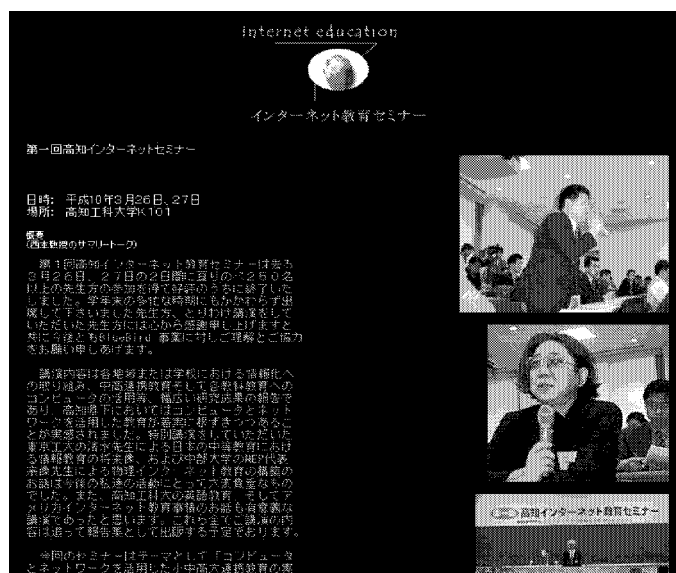 internet education
インターネット教育セミナー
第一回高知インターネットセミナー
日時: 平成10年3月26日、27日
場所: 高知工科大学K101
概要
(西本教授のサマリートーク)
第1回高知インターネット教育セミナーは去る
3月26日、27日の2日間に亘りのべ250名
以上の先生方の参加を得て好評のうちに終了いた
しました。学年末の多忙な時期にもかかわらず出
席して下さいました先生方、とりわけ講演をして
いただいた先生方には心から感謝申し上げますと
共に今後ともBlueBird 事業に対しご理解とご協力
をお願い申しあげます。
講演内容は各地域または学校における情報化へ
の取り組み、中高連携教育そして各教科教育への
コンピュータの活用等、幅広い研究成果の報告で
あり、高知県下においてはコンピュータとネット
ワークを活用した教育が着実に根ずきつつあるこ
とが実感されました。特別講演をしていただいた
東京工大の清水先生による日本の中等教育におけ
る情報教育の将来像、および中部大学の
先生による物理インターネット教育の構築の
お話は今後の私達の活動にとって大変貴重なもの
でした。また、高知工科大の英語教育、そしてア
メリカインターネット教育事情のお話も有意義な
講演であったと思います。これら全てご講演の内
容は追って報告集として出版する予定であります。
今回のセミナーはテーマとして「コンピュータ
とネットワークを活用した小中高大連携教育の実
高知インターネット教育セミナー